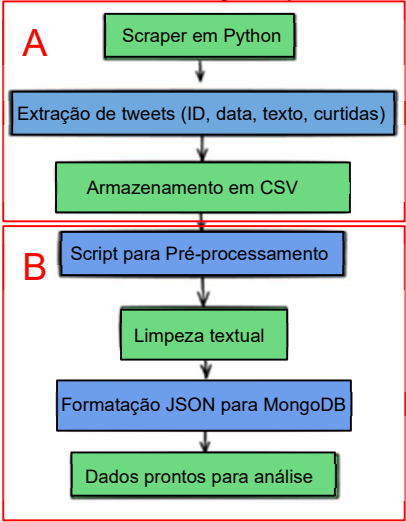 A
Scraper em Python
Extração de tweets (ID, data, texto, curtidas)
Armazenamento em CSV
B
Script para Pré-processamento
Limpeza textual
Formatação JSON para MongoDB
Dados prontos para análise